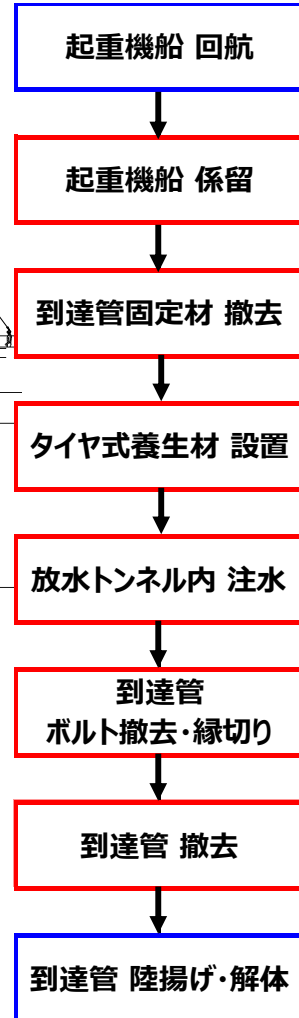 起重機船 回航
起重機船 係留
到達管固定材 撤去
タイヤ式養生材 設置
放水トンネル内 注水
到達管
ボルト撤去・縁切り
到達管 撤去
到達管 陸揚げ・解体